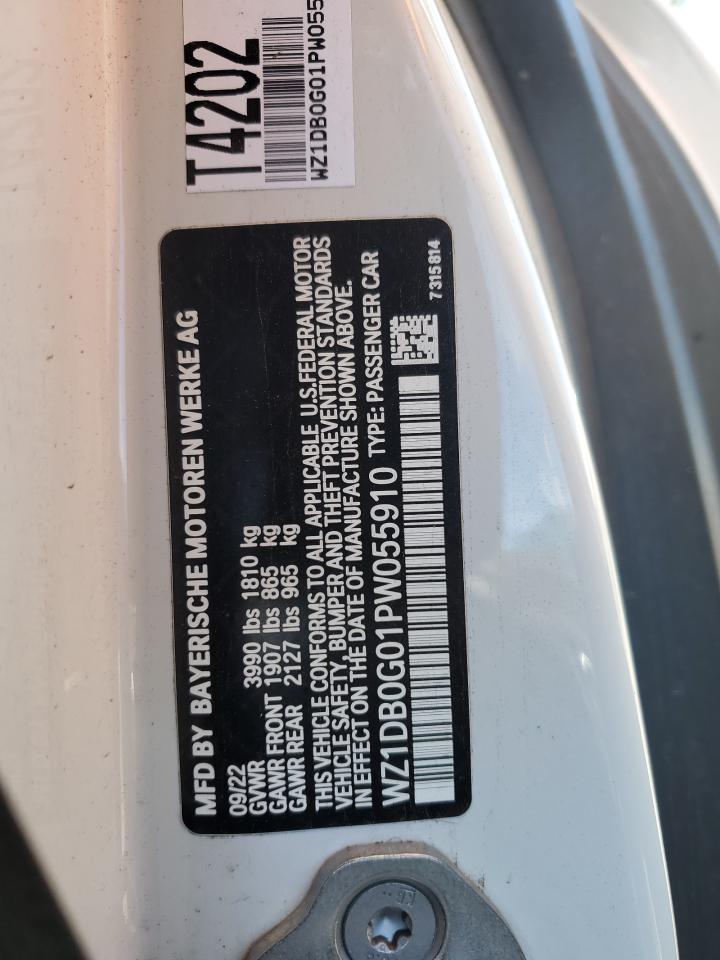 T4202
WZ1DB0G01PW055
MFD BY BAYERISCHE MOTOREN WERKE AG
09/22
GVWR 3990 lbs 1810 kg
GAWR FRONT 1907 lbs 865 kg
GAWR REAR 2127 lbs 965 kg
THIS VEHICLE CONFORMS TO ALL APPLICABLE U.S.FEDERAL MOTOR
VEHICLE SAFETY, BUMPER AND THEFT PREVENTION STANDARDS
IN EFFECT ON THE DATE OF MANUFACTURE SHOWN ABOVE.
WZ1DB0G01PW055910 TYPE: PASSENGER CAR
7315814